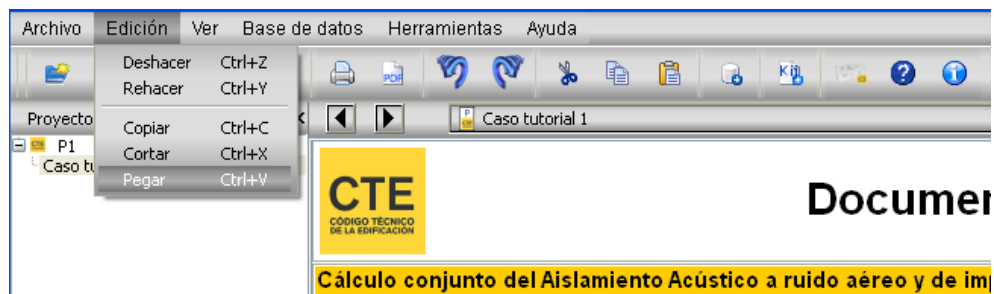 Archivo Edición Ver Base de datos Herramientas Ayuda
Deshacer Ctrl+Z
Rehacer Ctrl+Y
Copiar Ctrl+C
Cortar Ctrl+X
Pegar Ctrl+V
PDF
Kij
Proyecto
P1
Caso tu
Caso tutorial 1
CTE
CÓDIGO TÉCNICO
DE LA EDIFICACIÓN
Documen
Cálculo conjunto del Aislamiento Acústico a ruido aéreo y de imp